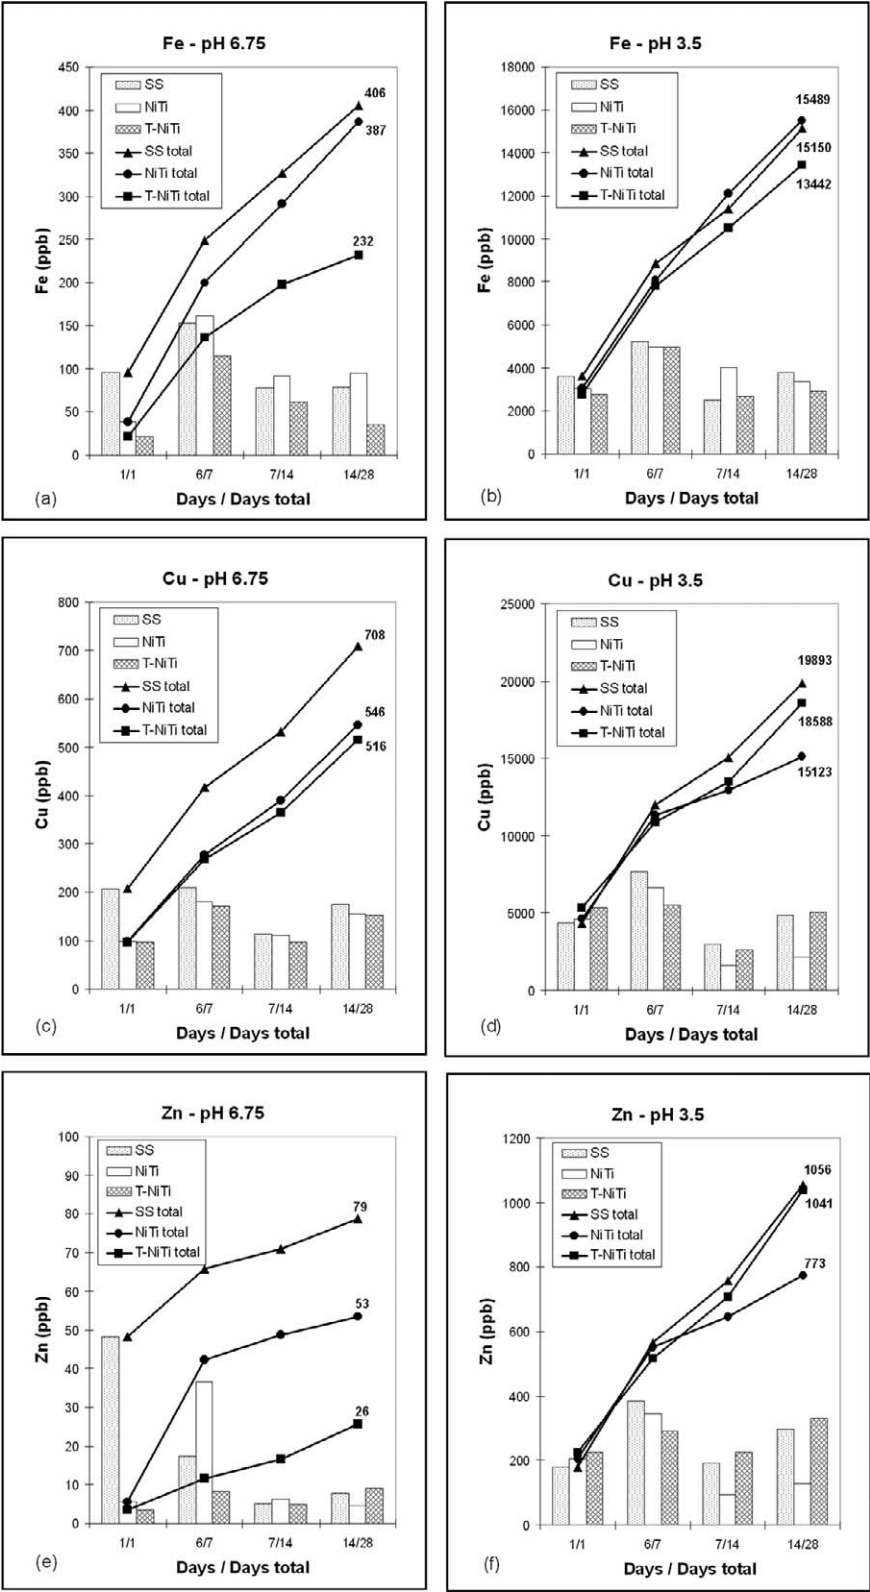 Fe - pH 6.75
450
400
350
300
250
200
150
100
50
0
Fe (ppb)
SS
NiTi
T-NiTi
SS total
NiTi total
T-NiTi total
406
387
232
1/1 6/7 7/14 14/28
(a) Days / Days total
Fe - pH 3.5
18000
16000
14000
12000
10000
8000
6000
4000
2000
0
Fe (ppb)
SS
NiTi
T-NiTi
SS total
NiTi total
T-NiTi total
15489
15150
13442
1/1 6/7 7/14 14/28
(b) Days / Days total
Cu - pH 6.75
800
700
600
500
400
300
200
100
0
Cu (ppb)
SS
NiTi
T-NiTi
SS total
NiTi total
T-NiTi total
708
546
516
1/1 6/7 7/14 14/28
(c) Days / Days total
Cu - pH 3.5
25000
20000
15000
10000
5000
0
Cu (ppb)
SS
NiTi
T-NiTi
SS total
NiTi total
T-NiTi total
19893
18588
15123
1/1 6/7 7/14 14/28
(d) Days / Days total
Zn - pH 6.75
100
90
80
70
60
50
40
30
20
10
0
Zn (ppb)
SS
NiTi
T-NiTi
SS total
NiTi total
T-NiTi total
79
53
26
1/1 6/7 7/14 14/28
(e) Days / Days total
Zn - pH 3.5
1200
1000
800
600
400
200
0
Zn (ppb)
SS
NiTi
T-NiTi
SS total
NiTi total
T-NiTi total
1056
1041
773
1/1 6/7 7/14 14/28
(f) Days / Days total